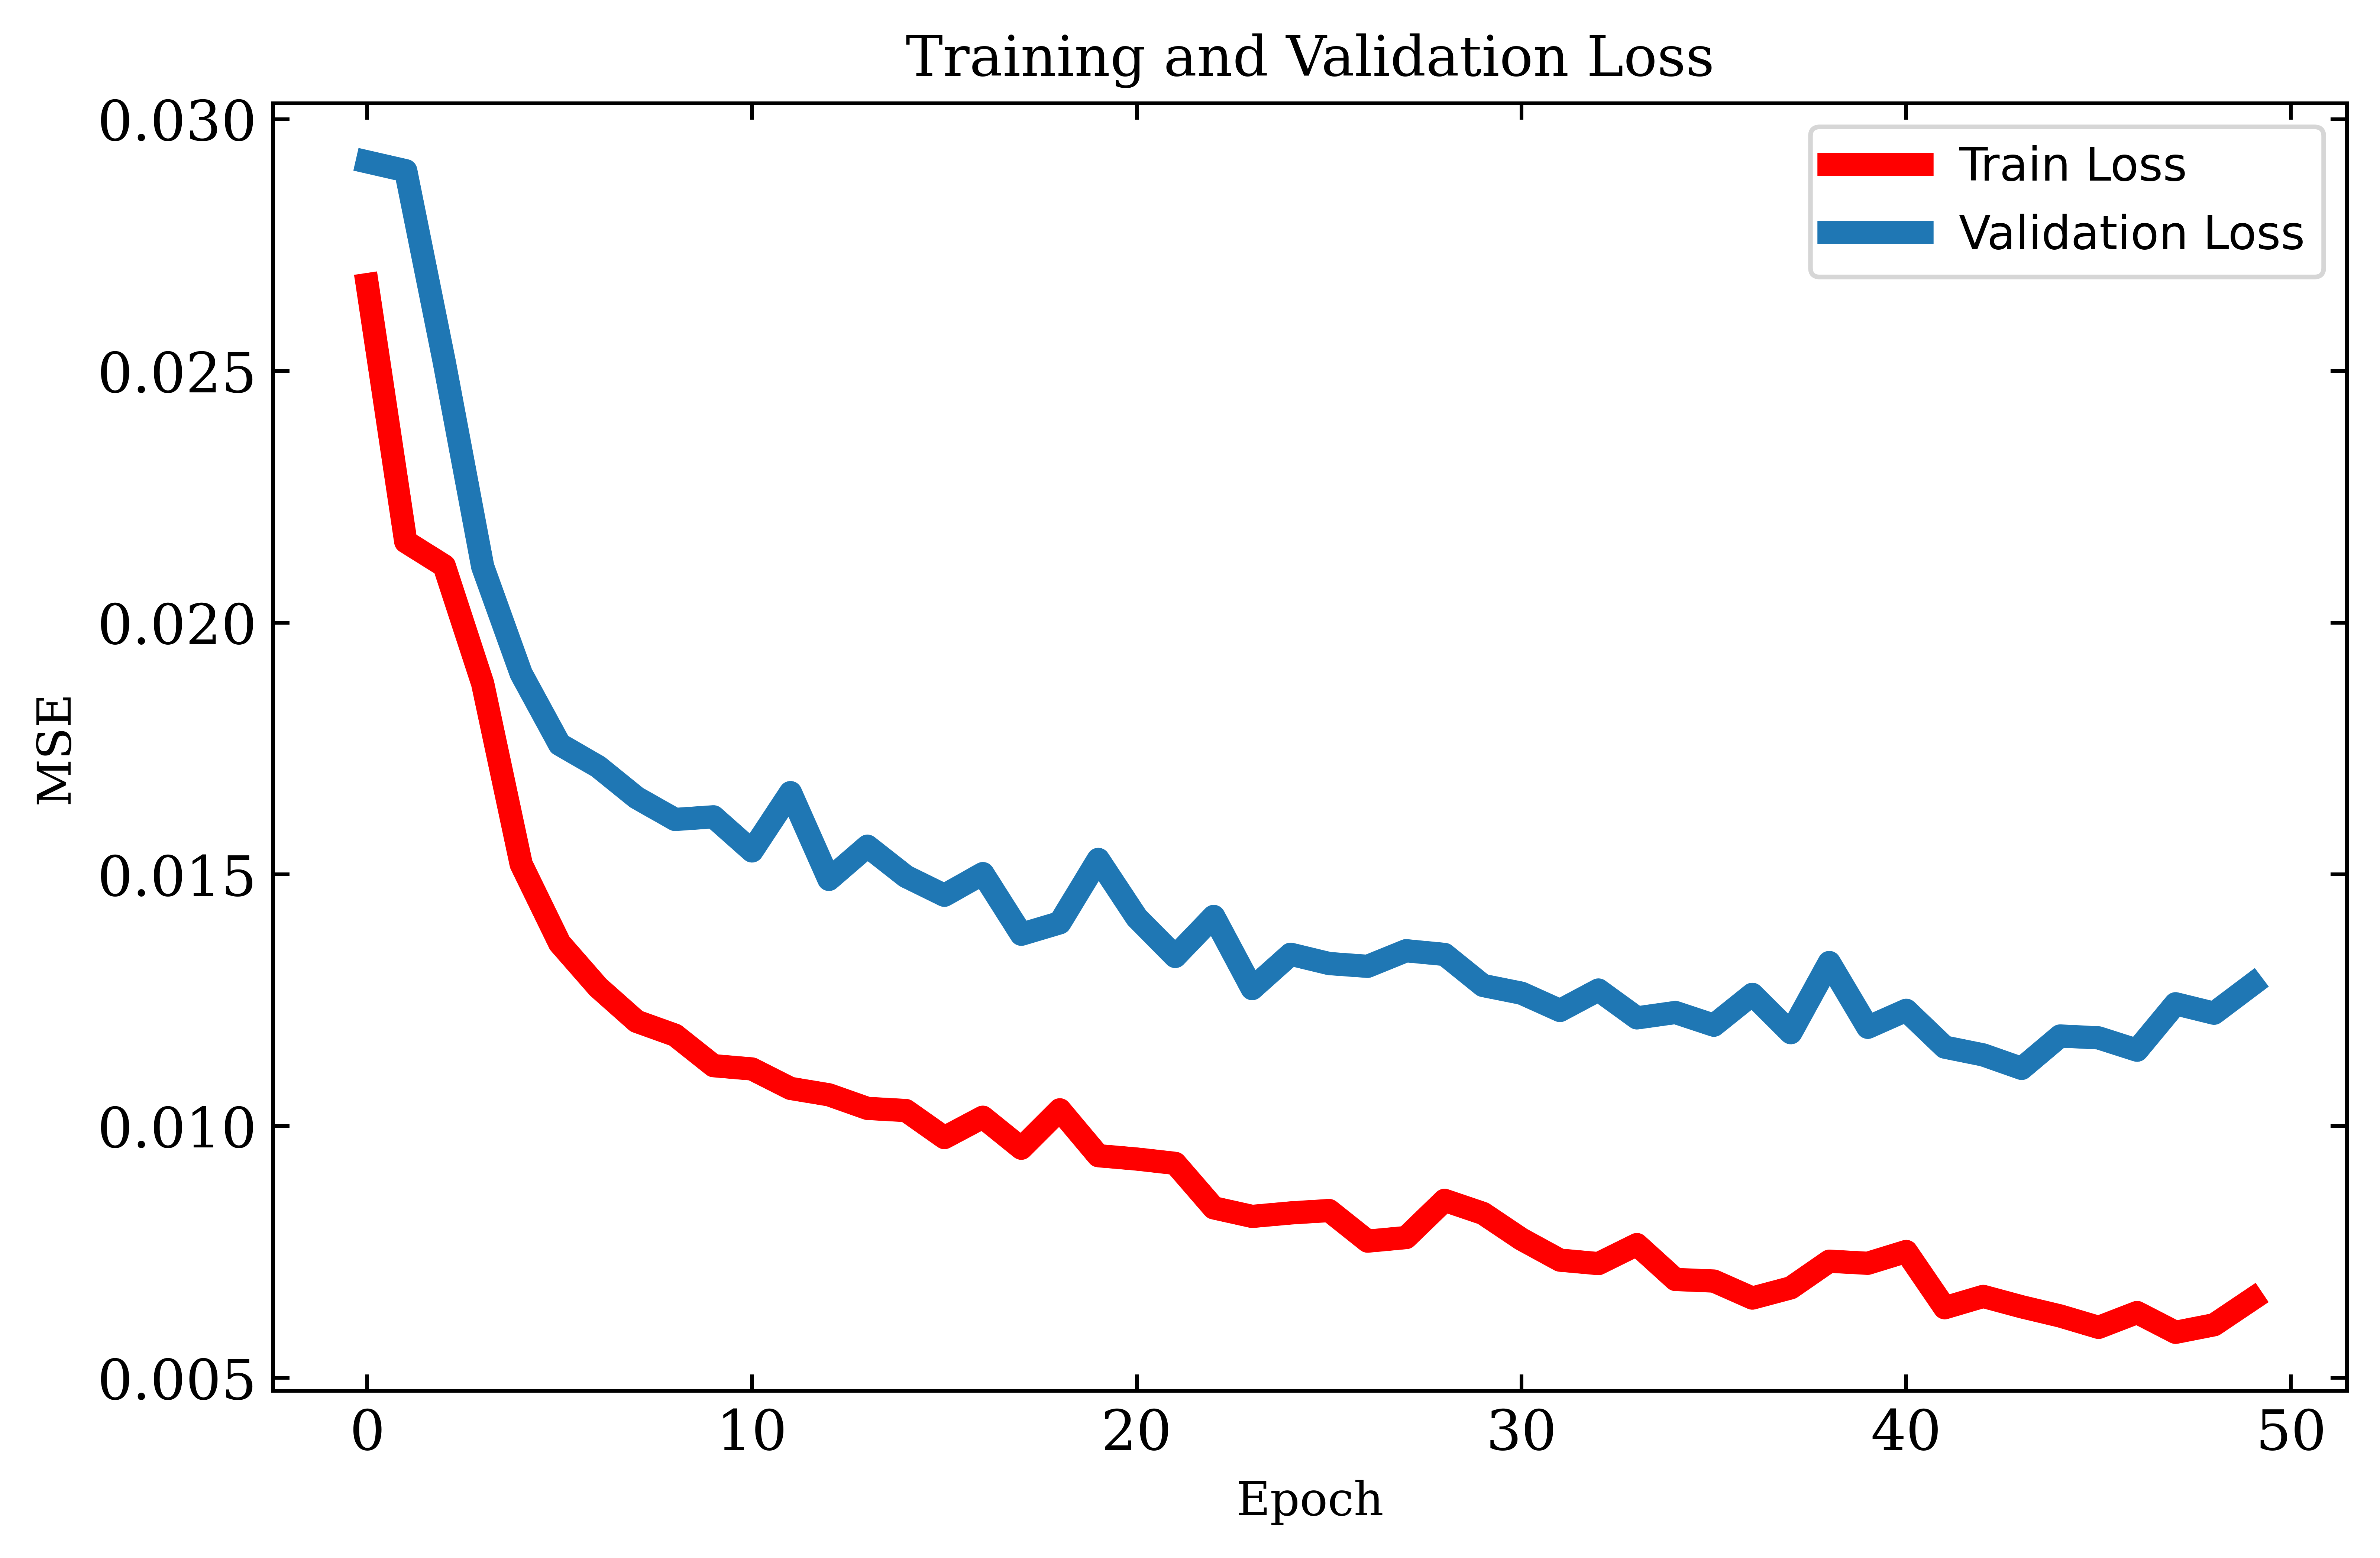 Training and Validation Loss
0.030
0.025
0.020
0.015
0.010
0.005
MSE
Train Loss
Validation Loss
0 10 20 30 40 50
Epoch